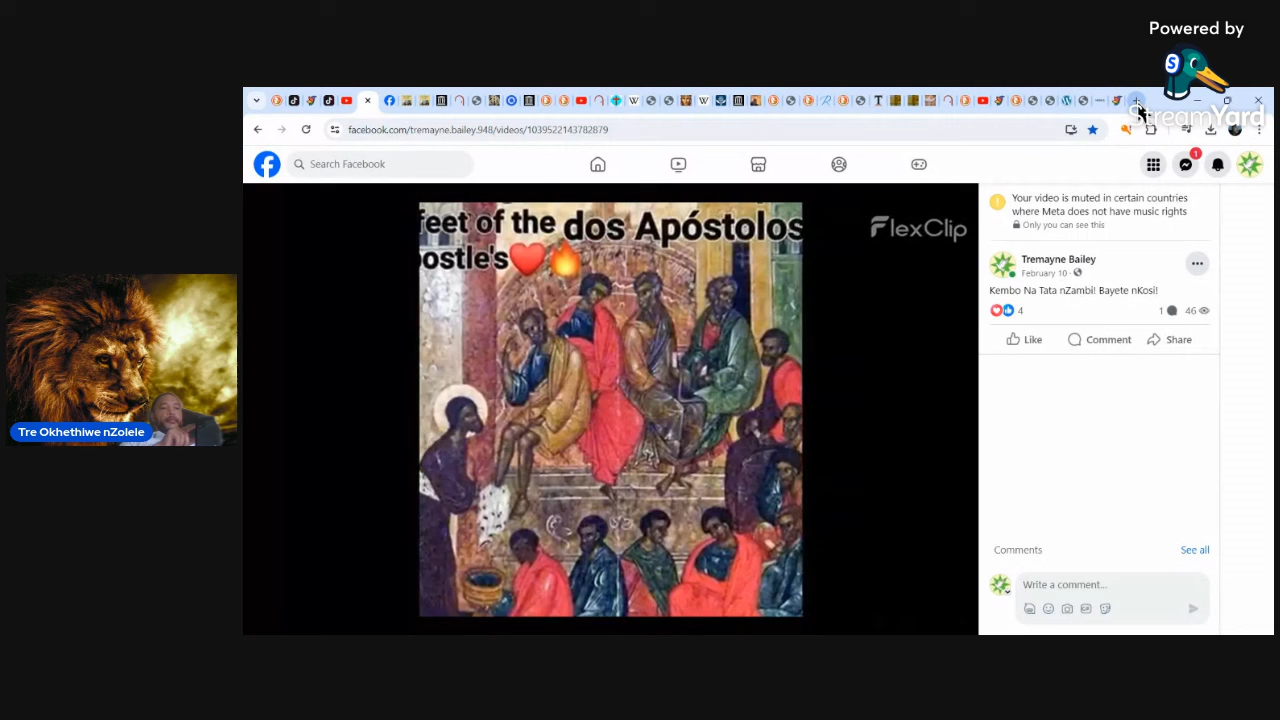 Powered by
StreamYard
facebook.com/tremayne.bailey.948/videos/1039522143782879
Search Facebook
1
feet of the dos Apóstolos
ostle's❤️🔥
FlexClip
Your video is muted in certain countries
where Meta does not have music rights
Only you can see this
Tremayne Bailey
February 10 ·
Kembo Na Tata nZambi! Bayete nKosi!
4
1
46
Like
Comment
Share
Comments
See all
Write a comment...
Tre Okhethiwe nZolele